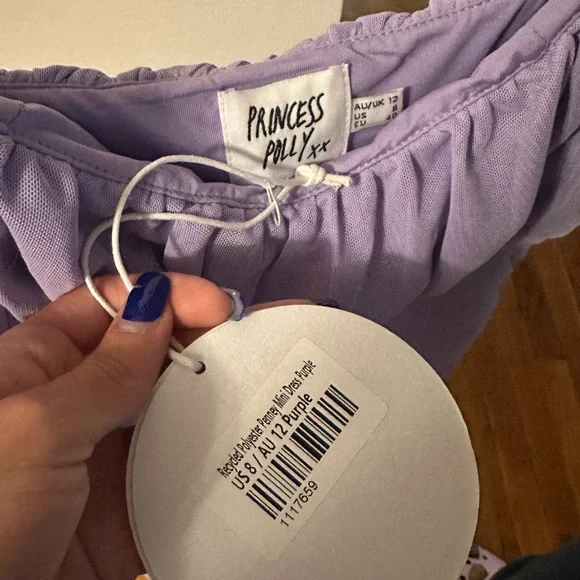 PRINCESS
POLLY xx
AU/UK 12
US 8
EU
Recycled Polyester Penney Mini Dress Purple
US 8 / AU 12 Purple
1117659